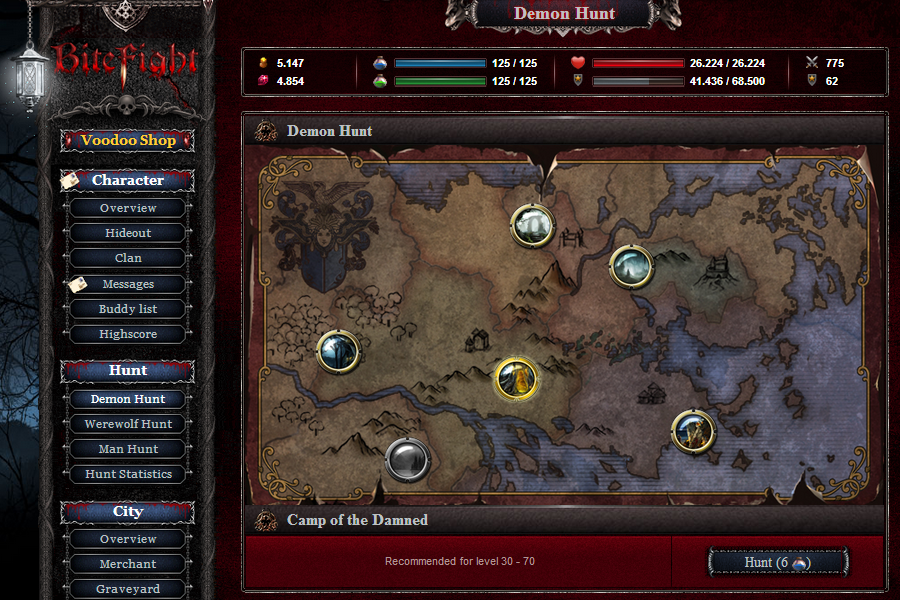 Demon Hunt
BiteFight
5.147
125 / 125
26.224 / 26.224
775
4.854
125 / 125
41.436 / 68.500
62
Voodoo Shop
Character
Overview
Hideout
Clan
Messages
Buddy list
Highscore
Hunt
Demon Hunt
Werewolf Hunt
Man Hunt
Hunt Statistics
City
Overview
Merchant
Graveyard
Demon Hunt
Camp of the Damned
Recommended for level 30 - 70
Hunt (6 )